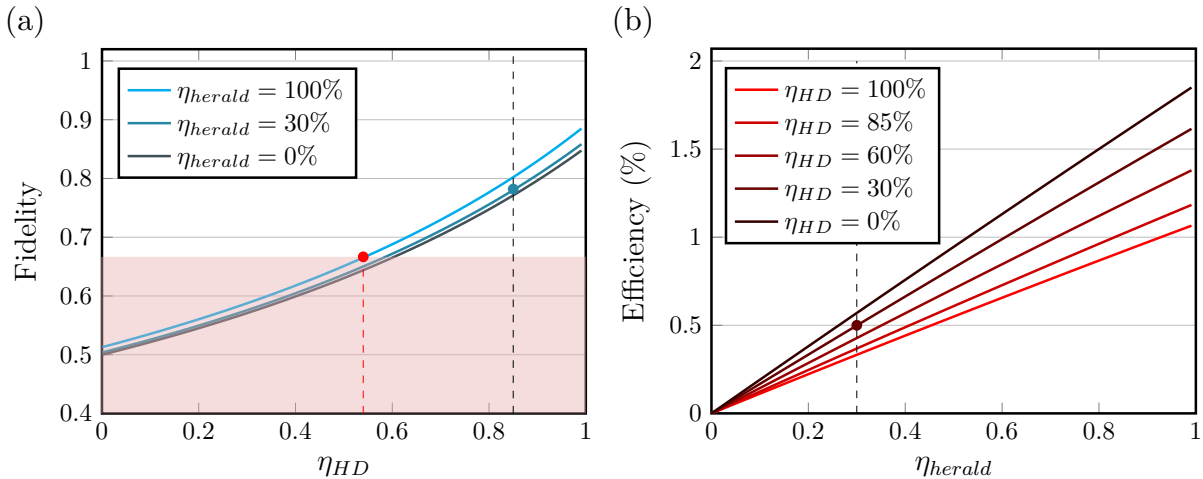 (a)
1
0.9
0.8
0.7
0.6
0.5
0.4
0
0.2
0.4
0.6
0.8
1
Fidelity
η_HD
η_herald = 100%
η_herald = 30%
η_herald = 0%
(b)
2
1.5
1
0.5
0
0
0.2
0.4
0.6
0.8
1
Efficiency (%)
η_herald
η_HD = 100%
η_HD = 85%
η_HD = 60%
η_HD = 30%
η_HD = 0%